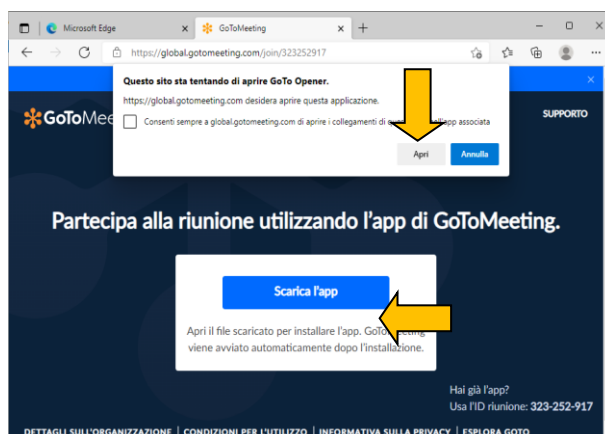 Microsoft Edge
GoToMeeting
https://global.gotomeeting.com/join/323252917
Questo sito sta tentando di aprire GoTo Opener.
https://global.gotomeeting.com desidera aprire questa applicazione.
Consenti sempre a global.gotomeeting.com di aprire i collegamenti di app associata
Apri
Annulla
GoToMee
SUPPORTO
Partecipa alla riunione utilizzando l'app di GoToMeeting.
Scarica l'app
Apri il file scaricato per installare l'app. GoToMeeting
viene avviato automaticamente dopo l'installazione.
Hai già l'app?
Usa l'ID riunione: 323-252-917
DETTAGLI SULL'ORGANIZZAZIONE | CONDIZIONI PER L'UTILIZZO | INFORMATIVA SULLA PRIVACY | ESPLORA GOTO